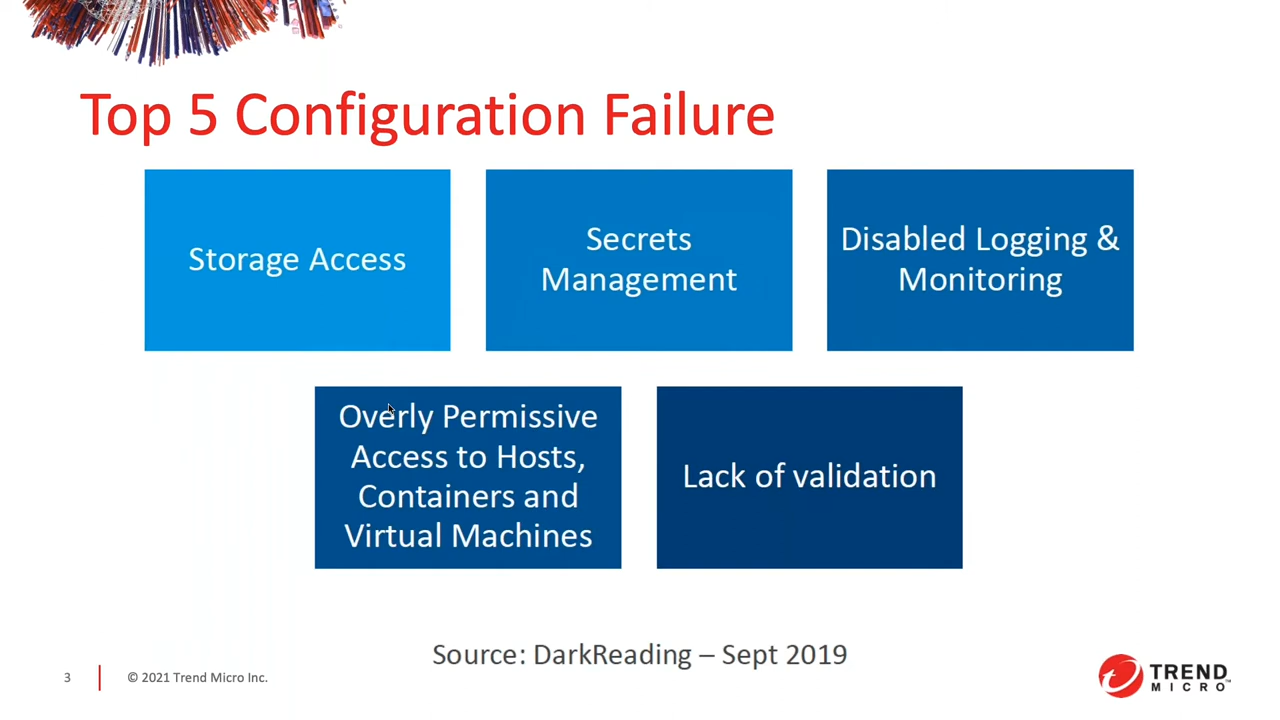 Top 5 Configuration Failure
Storage Access
Secrets
Management
Disabled Logging &
Monitoring
Overly Permissive
Access to Hosts,
Containers and
Virtual Machines
Lack of validation
Source: DarkReading – Sept 2019
3
© 2021 Trend Micro Inc.
TREND
MICRO™